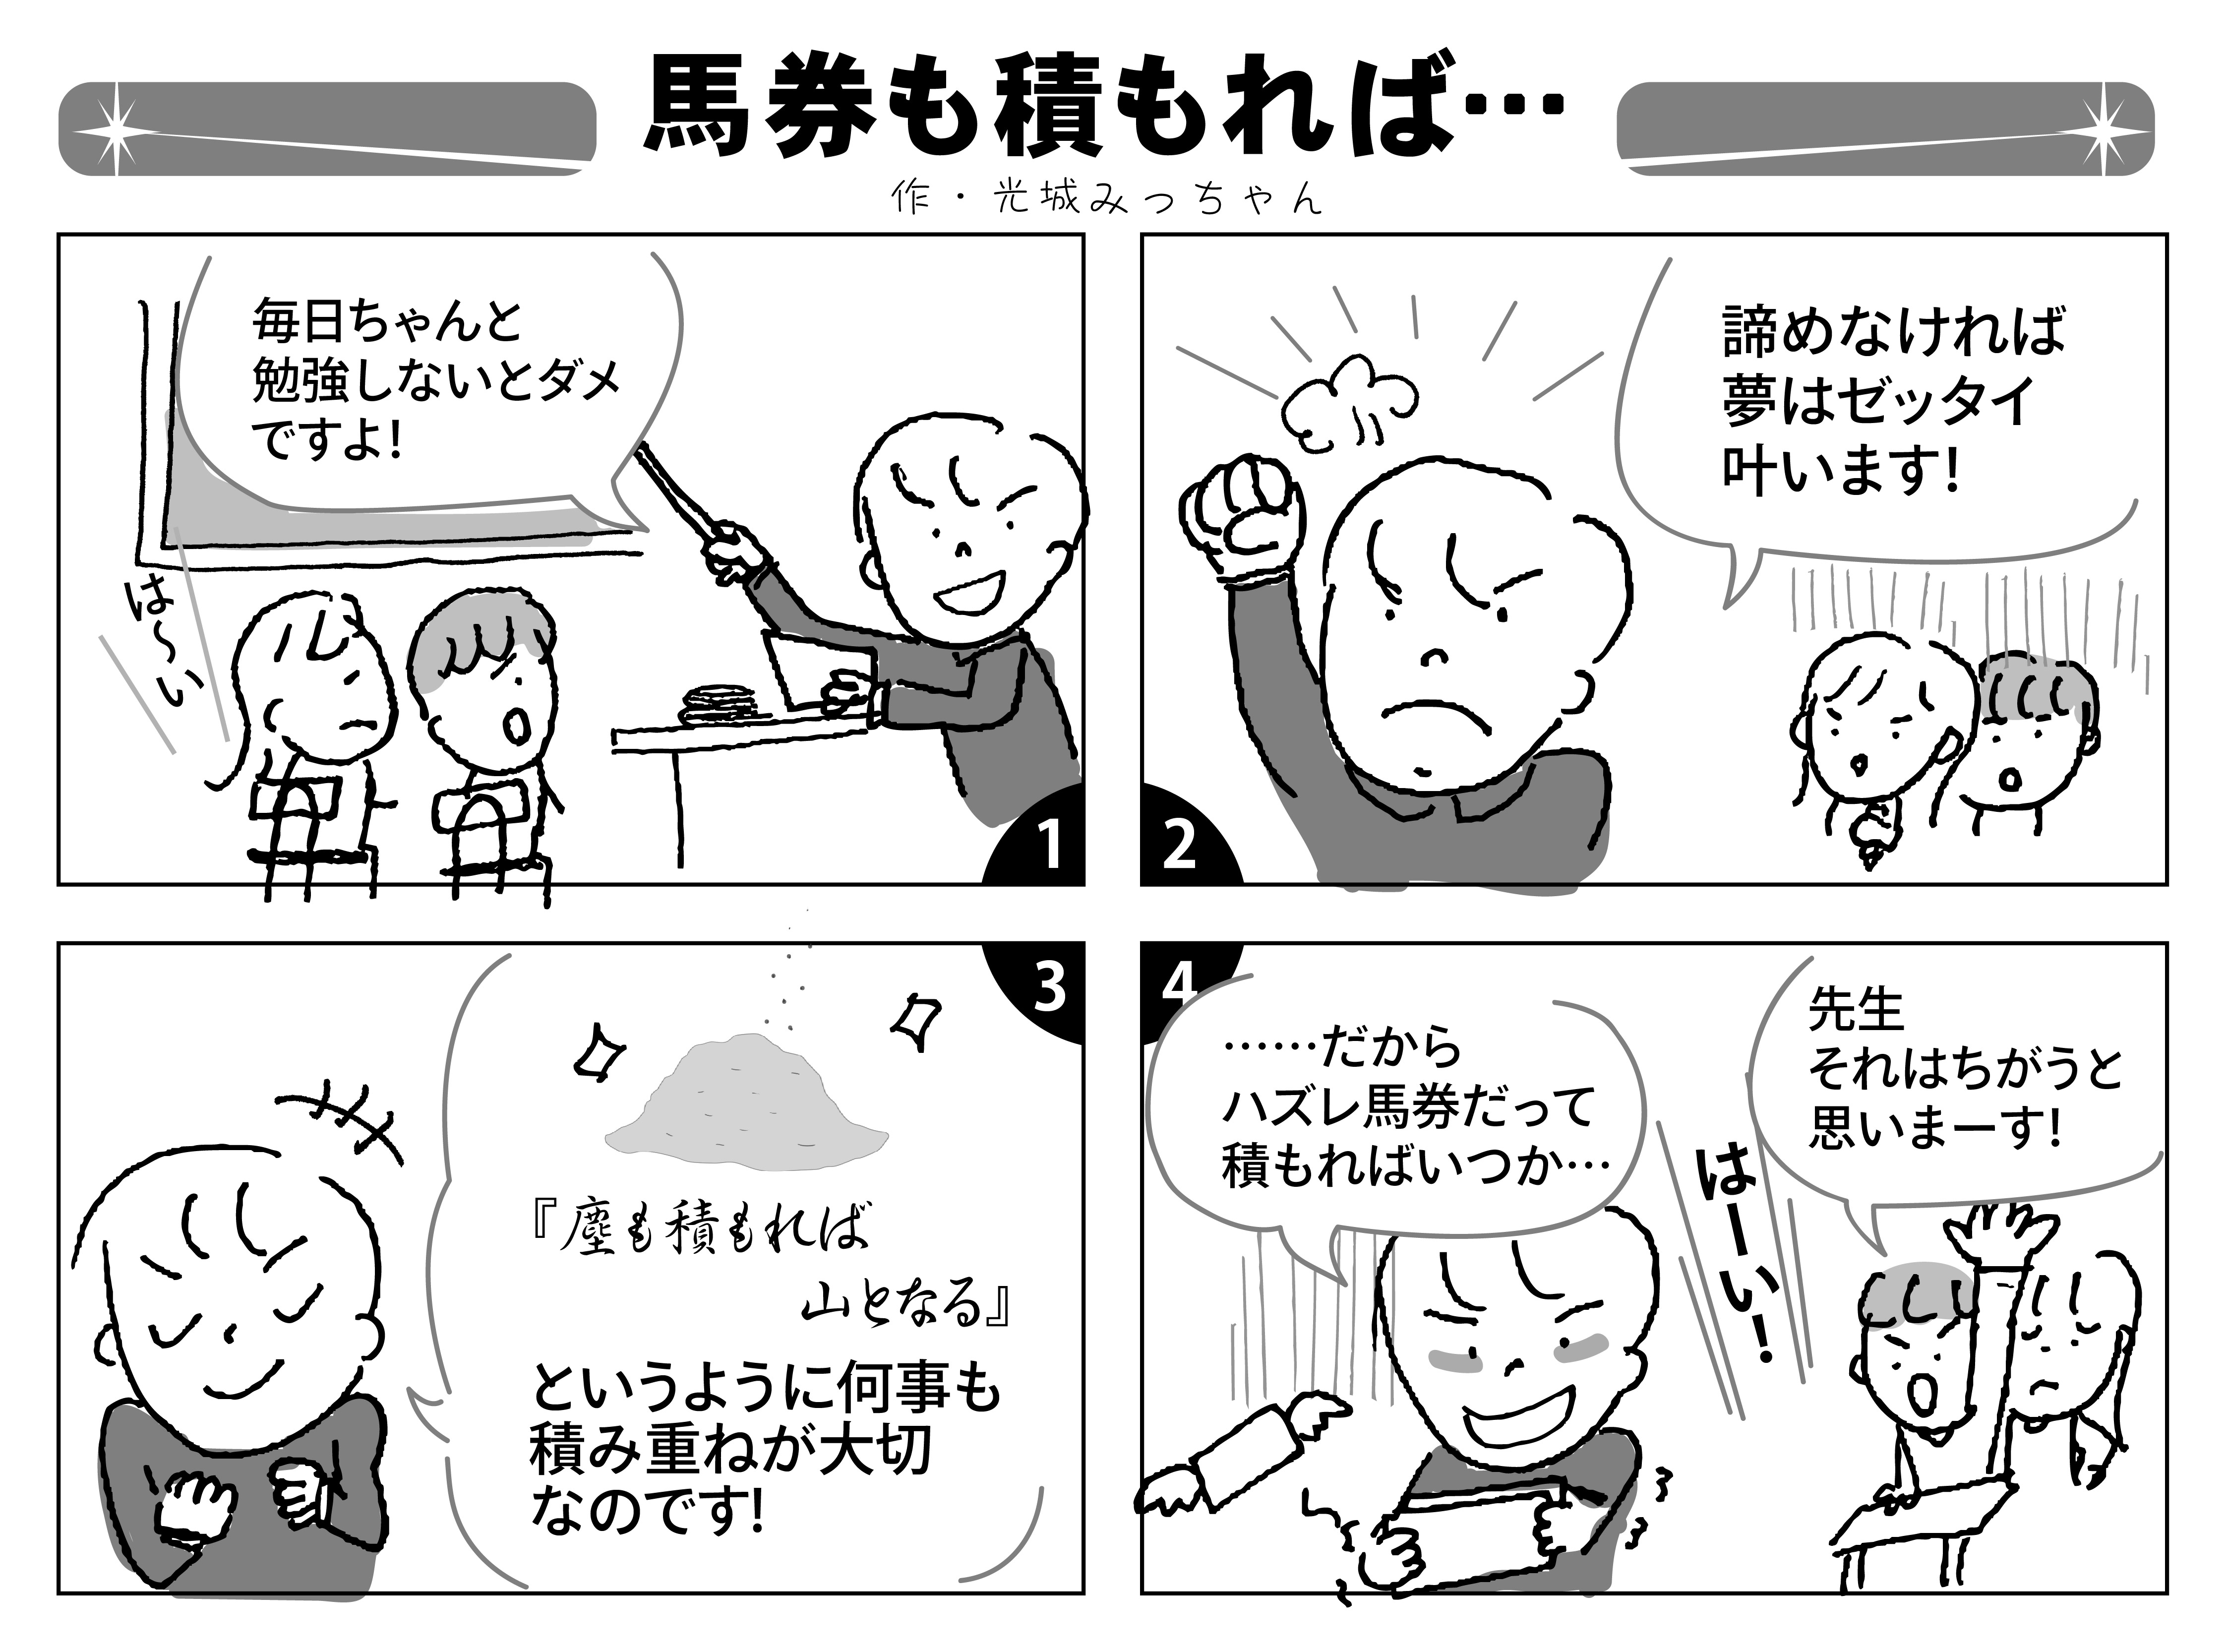 馬券も積もれば…
作・光城みっちゃん
毎日ちゃんと
勉強しないとダメ
ですよ！
は～い
1
諦めなければ
夢はゼッタイ
叶います！
2
3
『塵も積もれば
山となる』
というように何事も
積み重ねが大切
なのです！
4
……だから
ハズレ馬券だって
積もればいつか…
先生
それはちがうと
思いまーす！
はーい！